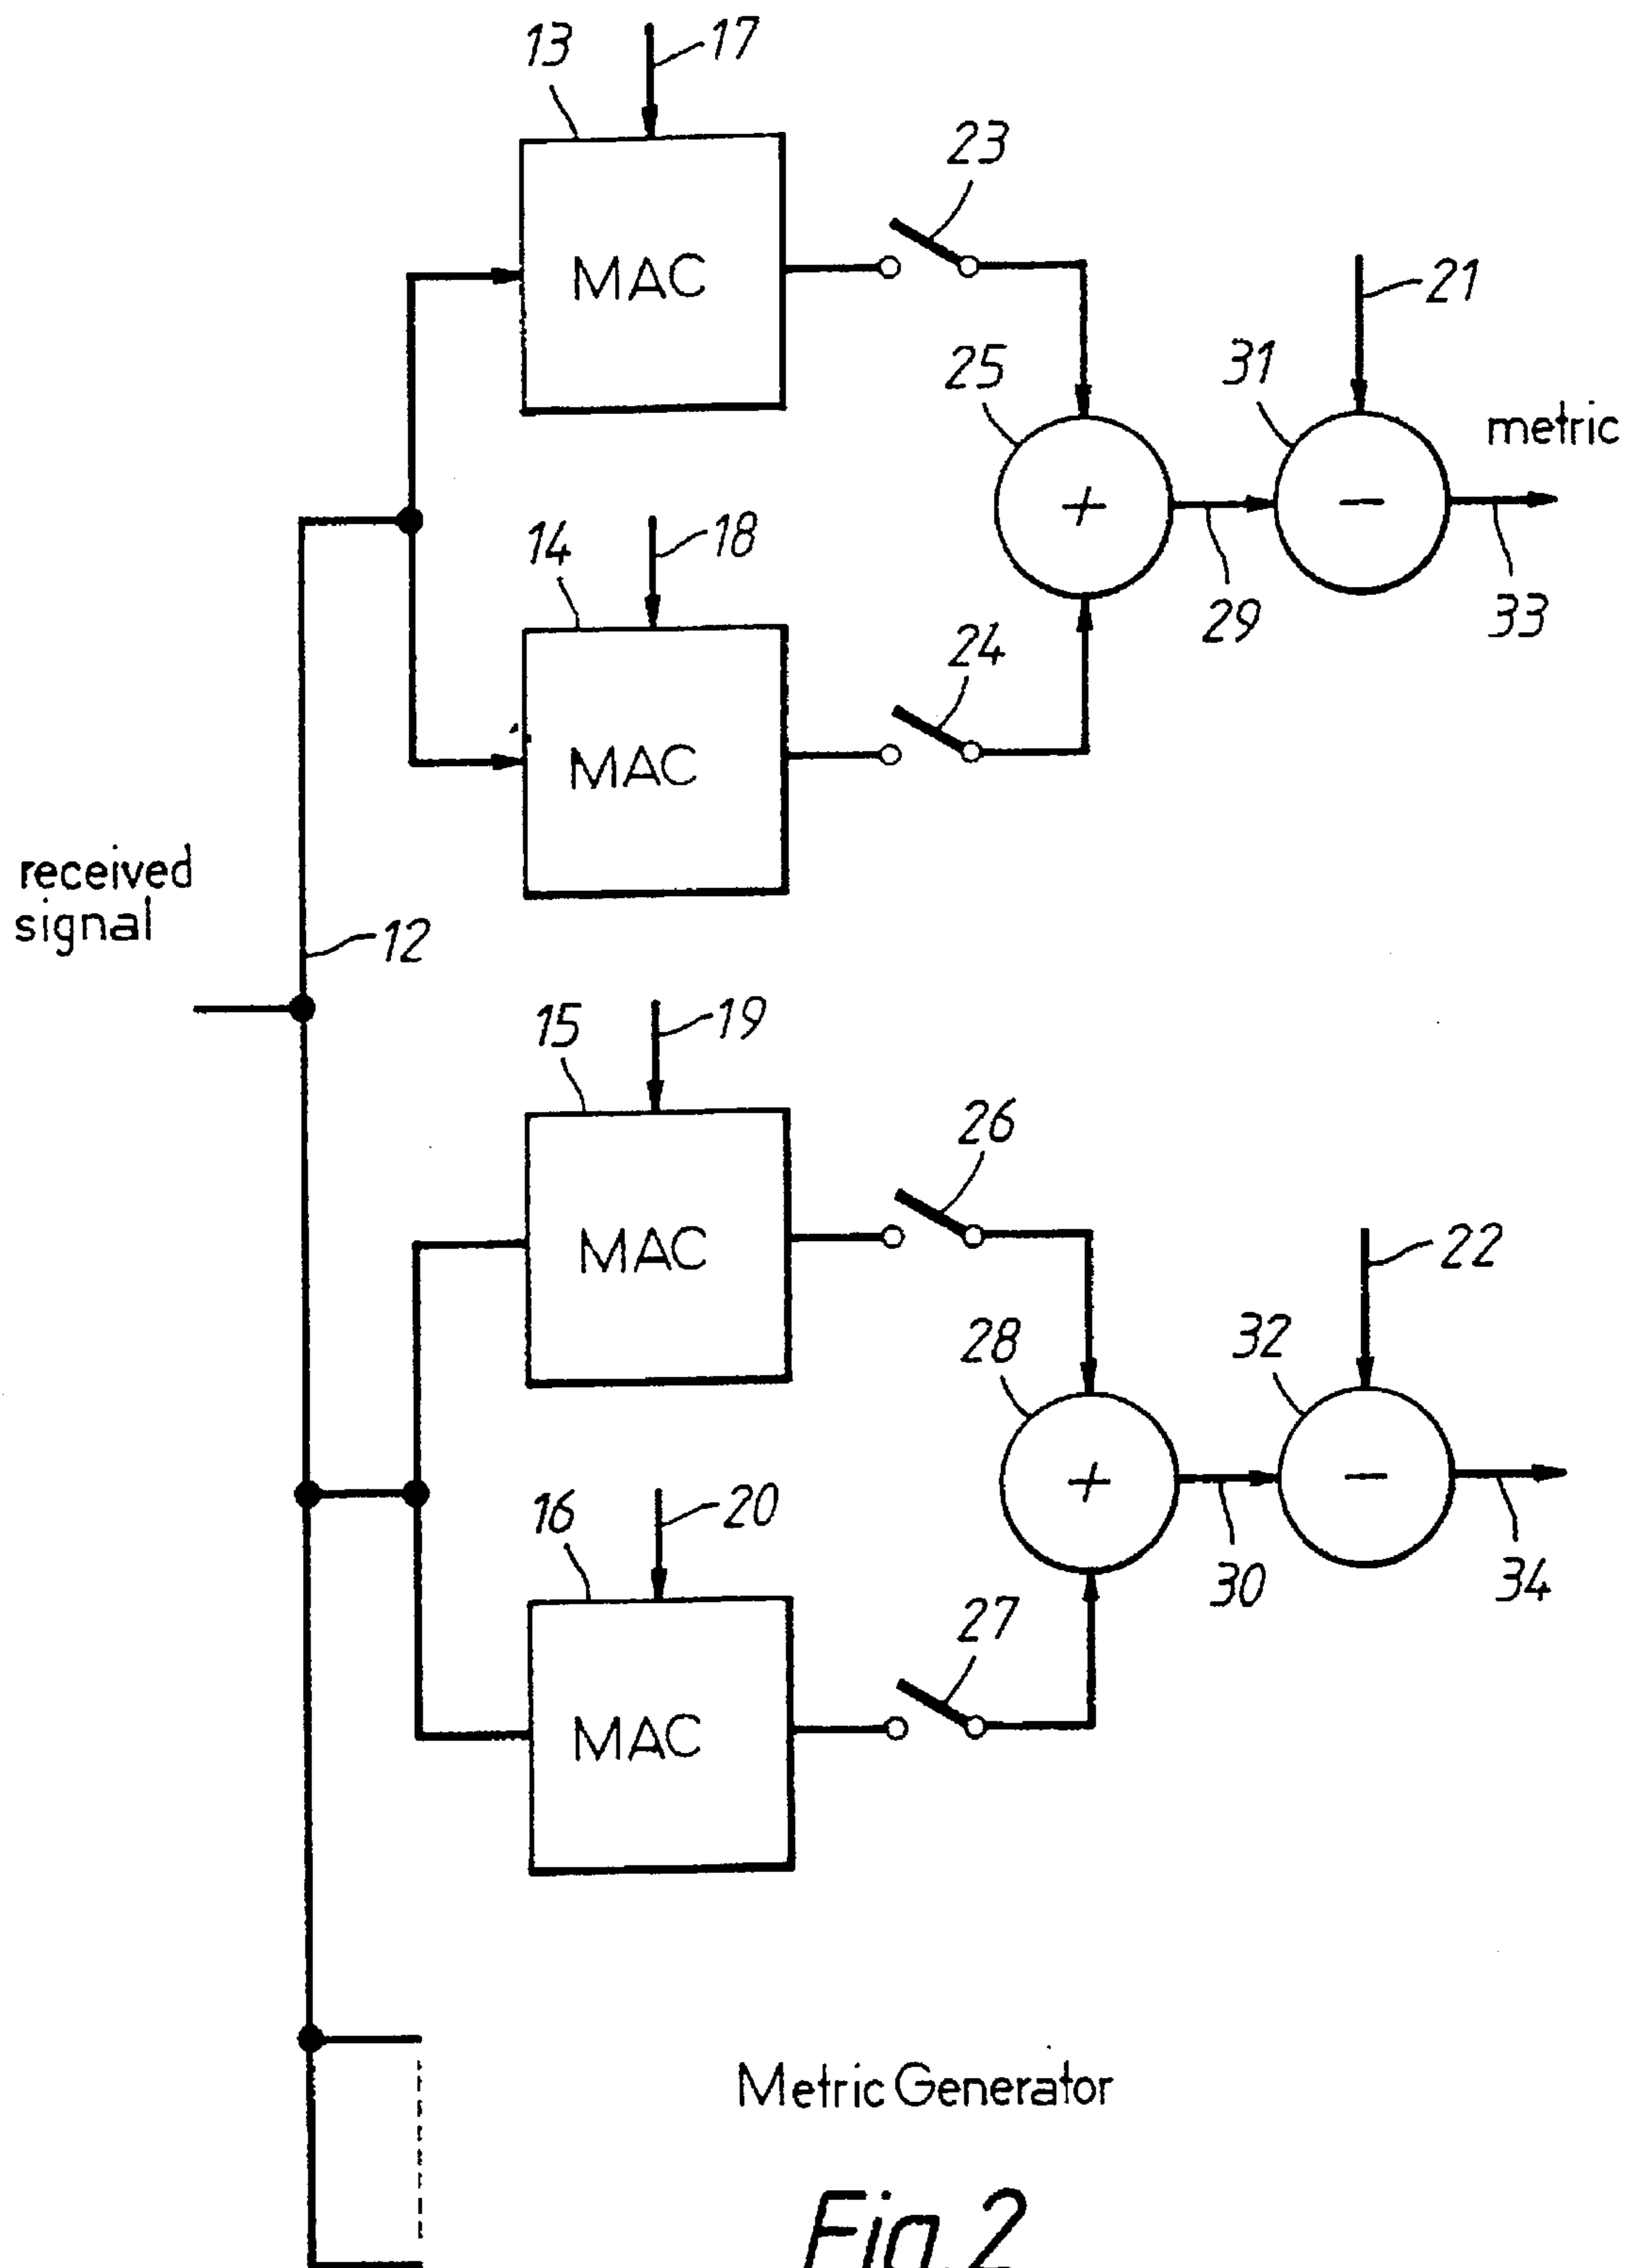 13
17
MAC
23
21
25
31
metric
14
18
29
33
24
MAC
received
signal
12
15
19
26
MAC
22
28
32
16
20
30
34
27
MAC
Metric Generator
Fig.2